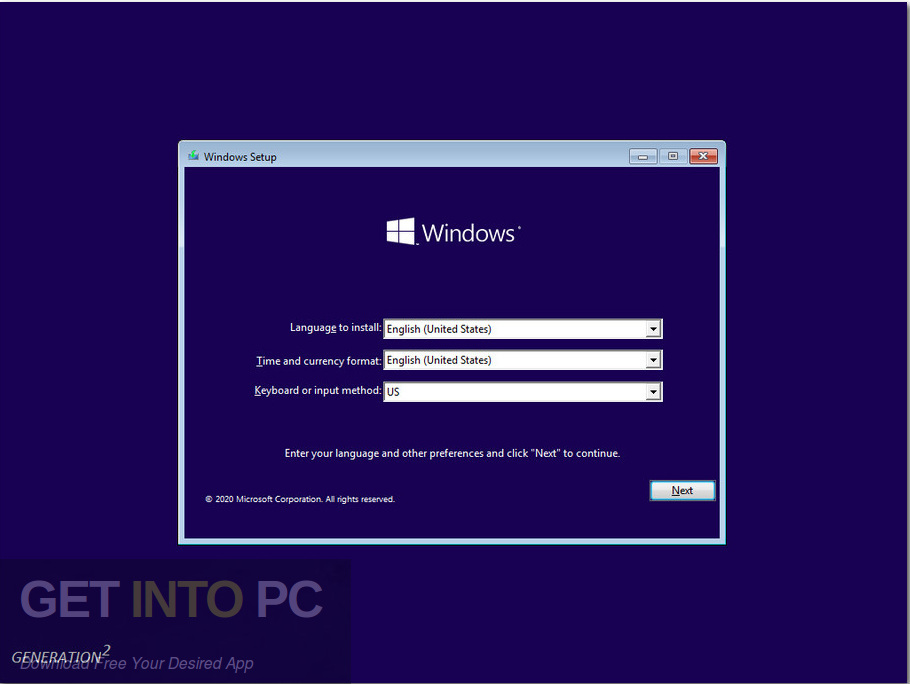 Windows Setup
Windows
Language to install: English (United States)
Time and currency format: English (United States)
Keyboard or input method: US
Enter your language and other preferences and click "Next" to continue.
Next
© 2020 Microsoft Corporation. All rights reserved.
GET INTO PC
GENERATION2
Download Free Your Desired App